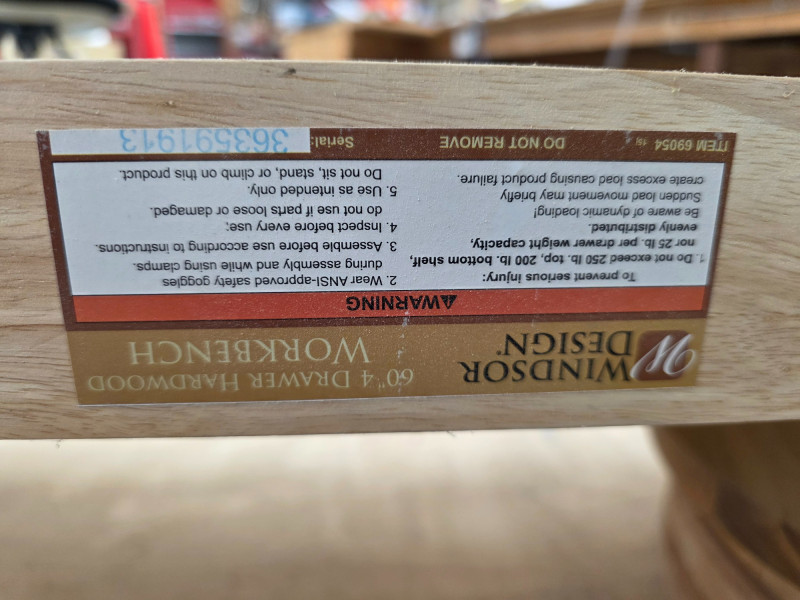 WINDSOR
DESIGN®
60" 4 DRAWER HARDWOOD
WORKBENCH
⚠WARNING
To prevent serious injury:
1. Do not exceed 250 lb. top, 200 lb. bottom shelf,
nor 25 lb. per drawer weight capacity,
evenly distributed.
Be aware of dynamic loading!
Sudden load movement may briefly
create excess load causing product failure.
2. Wear ANSI-approved safety goggles
during assembly and while using clamps.
3. Assemble before use according to instructions.
4. Inspect before every use;
do not use if parts loose or damaged.
5. Use as intended only.
Do not sit, stand, or climb on this product.
ITEM 69054
DO NOT REMOVE
Serial: 363591913